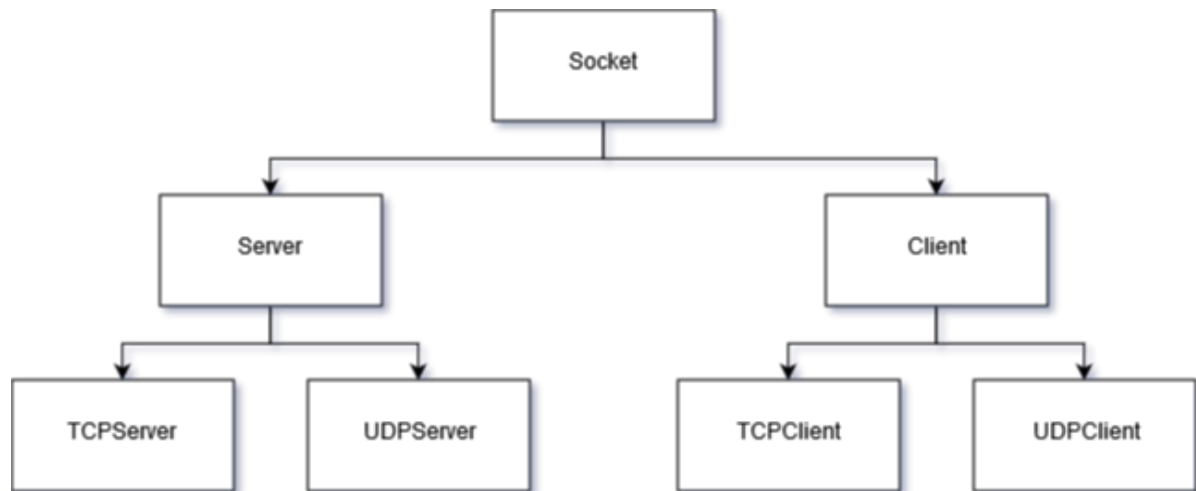 Socket
Server
Client
TCPServer
UDPServer
TCPClient
UDPClient